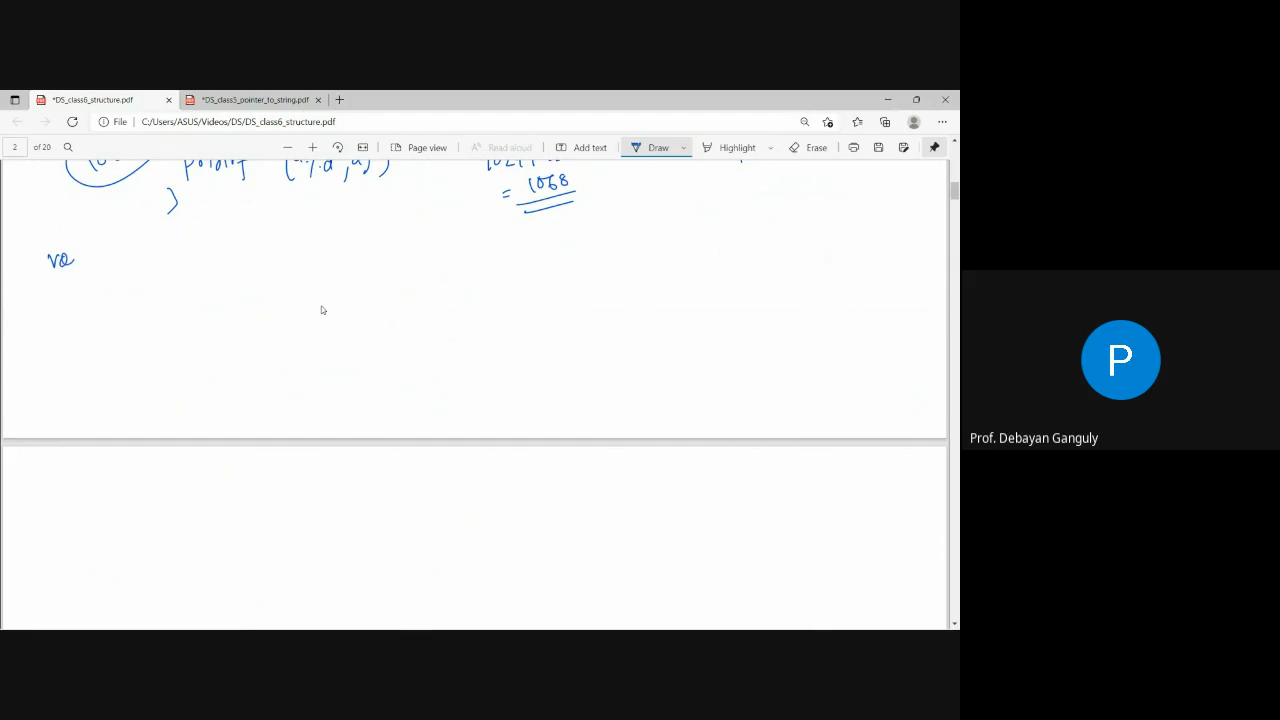 *DS_class6_structure.pdf *DS_class5_pointer_to_string.pdf
File C:/Users/ASUS/Videos/DS/DS_class6_structure.pdf
2 of 20 Page view Read aloud Add text Draw Highlight Erase
= 1068
}
P
Prof. Debayan Ganguly